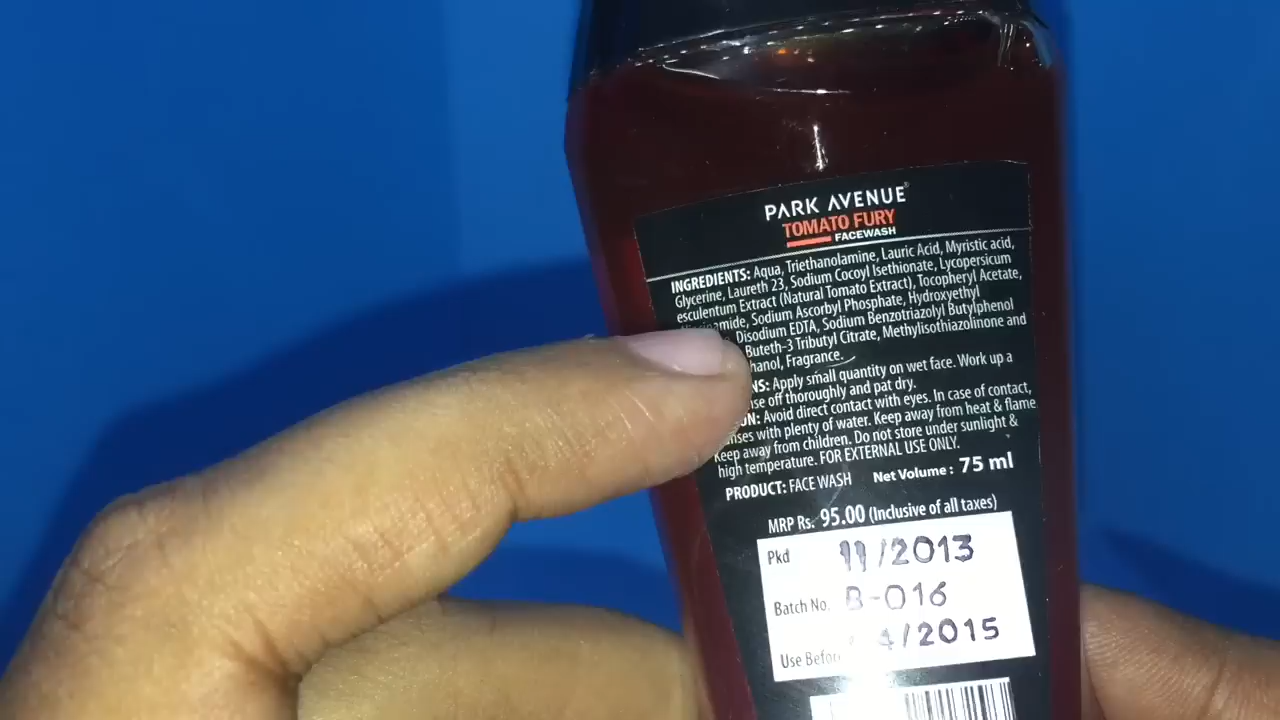 PARK AVENUE®
TOMATO FURY
FACEWASH
INGREDIENTS: Aqua, Triethanolamine, Lauric Acid, Myristic acid,
Glycerine, Laureth 23, Sodium Cocoyl Isethionate, Lycopersicum
esculentum Extract (Natural Tomato Extract), Tocopheryl Acetate,
Sodium Ascorbyl Phosphate, Hydroxyethyl
Disodium EDTA, Sodium Benzotriazolyl Butylphenol
Buteth-3 Tributyl Citrate, Methylisothiazolinone and
Fragrance.
Apply small quantity on wet face. Work up a
off thoroughly and pat dry.
Avoid direct contact with eyes. In case of contact,
with plenty of water. Keep away from heat & flame
Keep away from children. Do not store under sunlight &
high temperature. FOR EXTERNAL USE ONLY.
PRODUCT: FACE WASH Net Volume : 75 ml
MRP Rs. 95.00 (Inclusive of all taxes)
Pkd 11/2013
Batch No. B-016
Use 4/2015